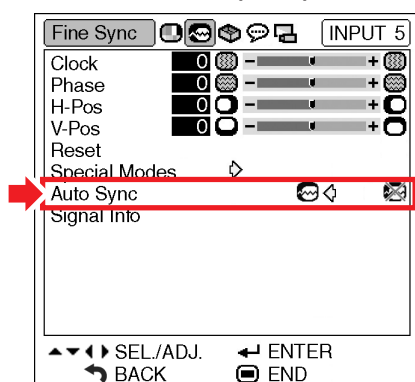 Fine Sync INPUT 5
Clock 0 - +
Phase 0 - +
H-Pos 0 - +
V-Pos 0 - +
Reset
Special Modes
Auto Sync
Signal Info
SEL./ADJ. ENTER
BACK END